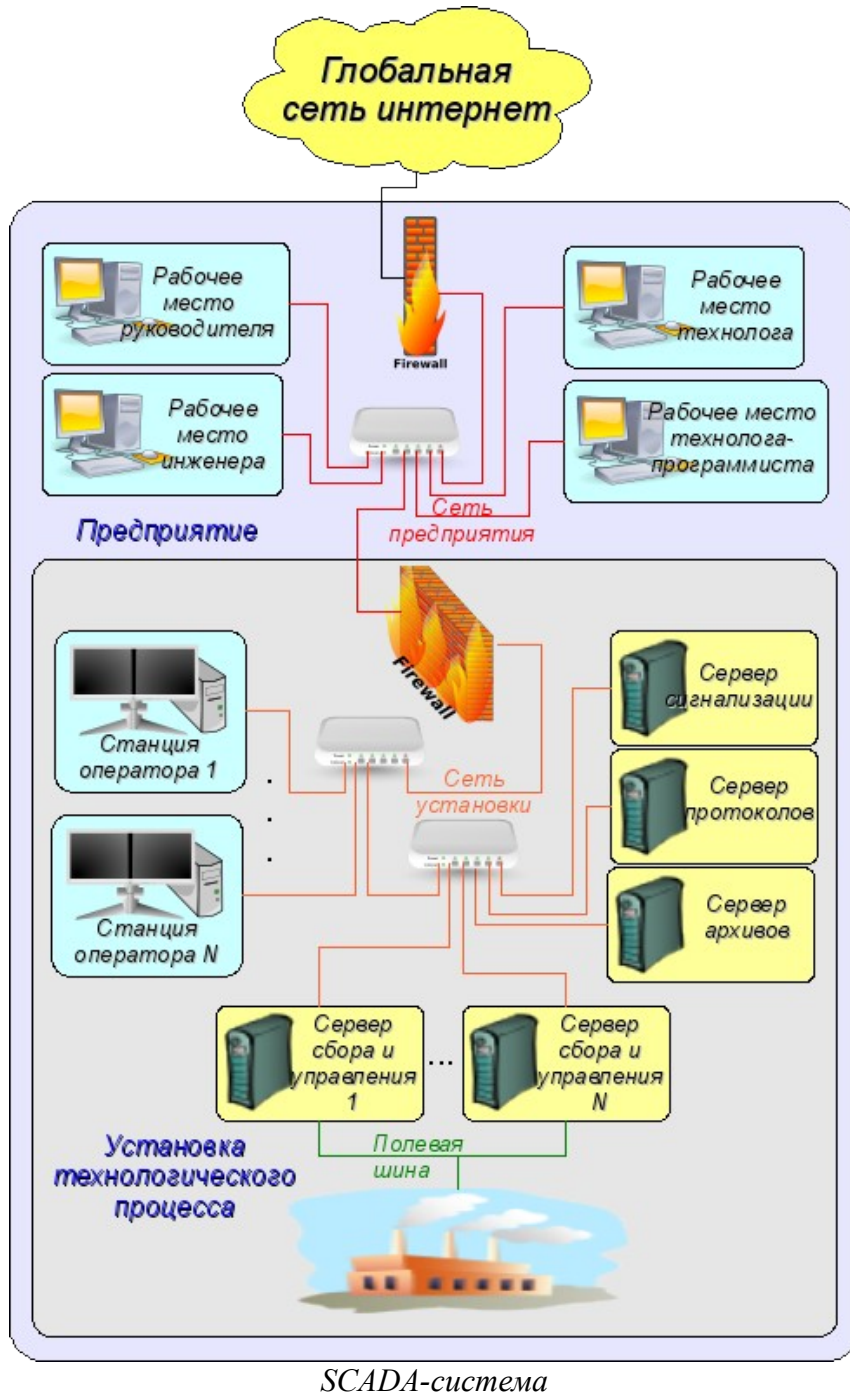 Глобальная
сеть интернет
Рабочее
место
руководителя
Firewall
Рабочее
место
технолога
Рабочее
место
инженера
Рабочее место
технолога-
программиста
Предприятие
Сеть
предприятия
Firewall
Станция
оператора 1
Сервер
сигнализации
Сеть
установки
Сервер
протоколов
.
.
.
Станция
оператора N
Сервер
архивов
Сервер
сбора и
управления
1
...
Сервер
сбора и
управления
N
Установка
технологического
процесса
Полевая
шина
SCADA-система